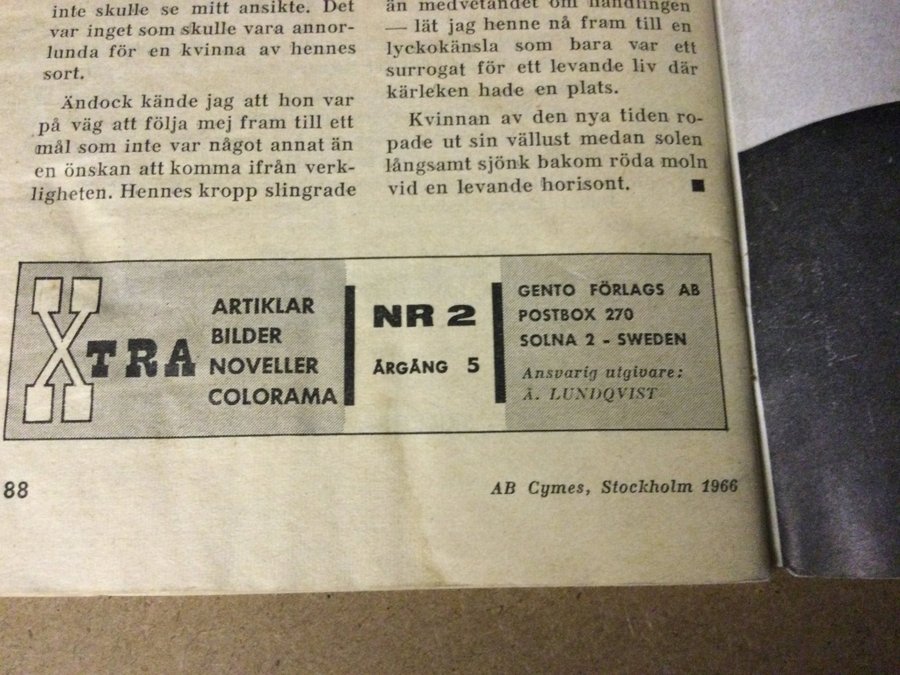 inte skulle se mitt ansikte. Det
var inget som skulle vara annor-
lunda för en kvinna av hennes
sort.
Ändock kände jag att hon var
på väg att följa mej fram till ett
mål som inte var något annat än
en önskan att komma ifrån verk-
ligheten. Hennes kropp slingrade
än medvetandet om handlingen
— lät jag henne nå fram till en
lyckokänsla som bara var ett
surrogat för ett levande liv där
kärleken hade en plats.
Kvinnan av den nya tiden ro-
pade ut sin vällust medan solen
långsamt sjönk bakom röda moln
vid en levande horisont. ■
XTRA
ARTIKLAR
BILDER
NOVELLER
COLORAMA
NR 2
ÅRGÅNG 5
GENTO FÖRLAGS AB
POSTBOX 270
SOLNA 2 - SWEDEN
Ansvarig utgivare:
Å. LUNDQVIST
88
AB Cymes, Stockholm 1966